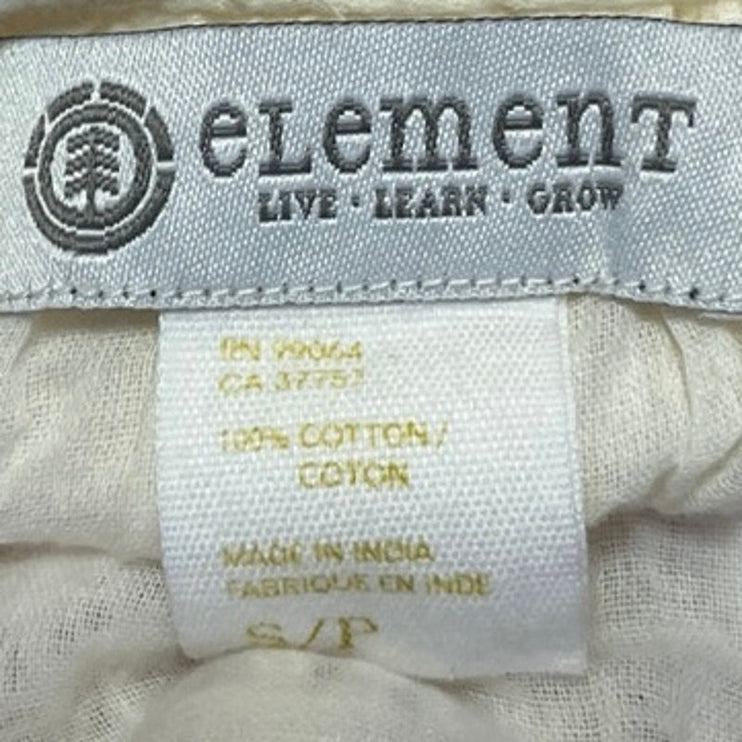 eLemenT
LIVE · LEARN · GROW
RN 99064
CA 37757
100% COTTON /
COTON
MADE IN INDIA
FABRIQUE EN INDE
S/P